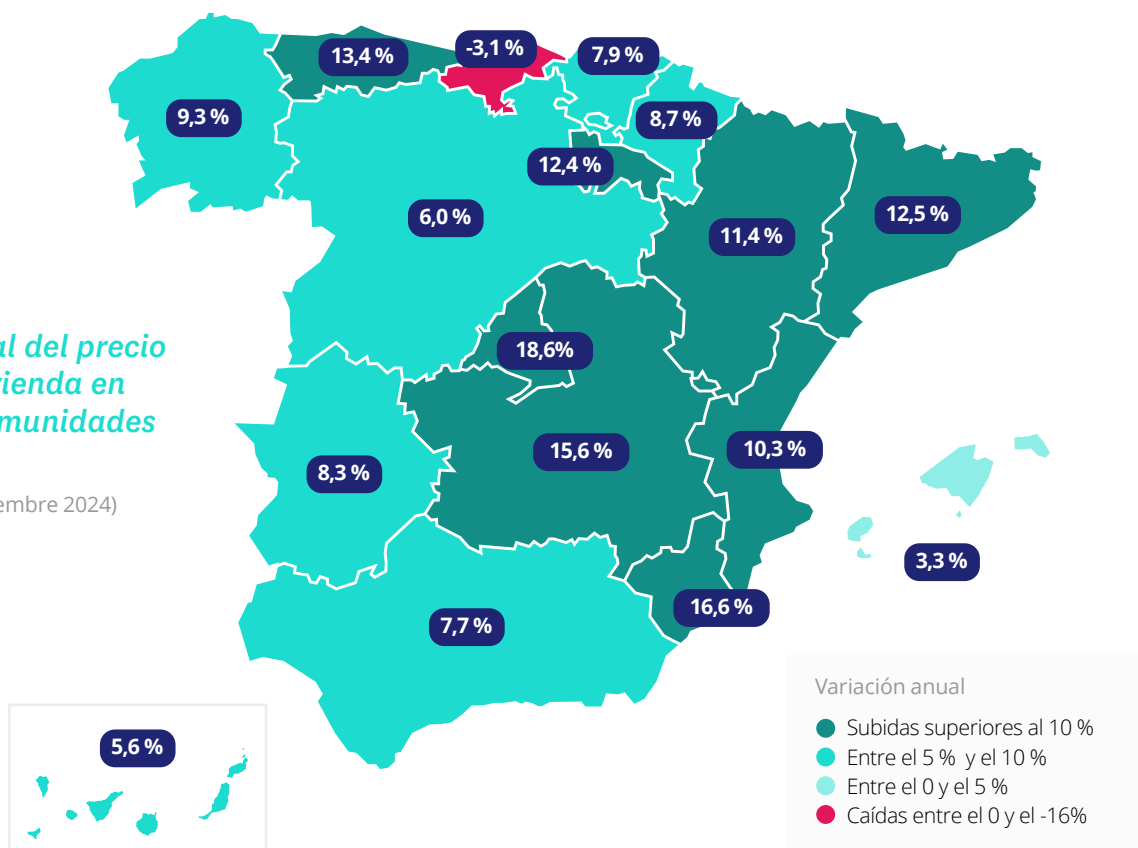 13,4 %
-3,1 %
7,9 %
9,3 %
8,7 %
12,4 %
6,0 %
12,5 %
11,4 %
al del precio
vienda en
munidades
18,6%
15,6 %
10,3 %
8,3 %
embre 2024)
3,3 %
16,6 %
7,7 %
5,6 %
Variación anual
Subidas superiores al 10 %
Entre el 5 % y el 10 %
Entre el 0 y el 5 %
Caídas entre el 0 y el -16%